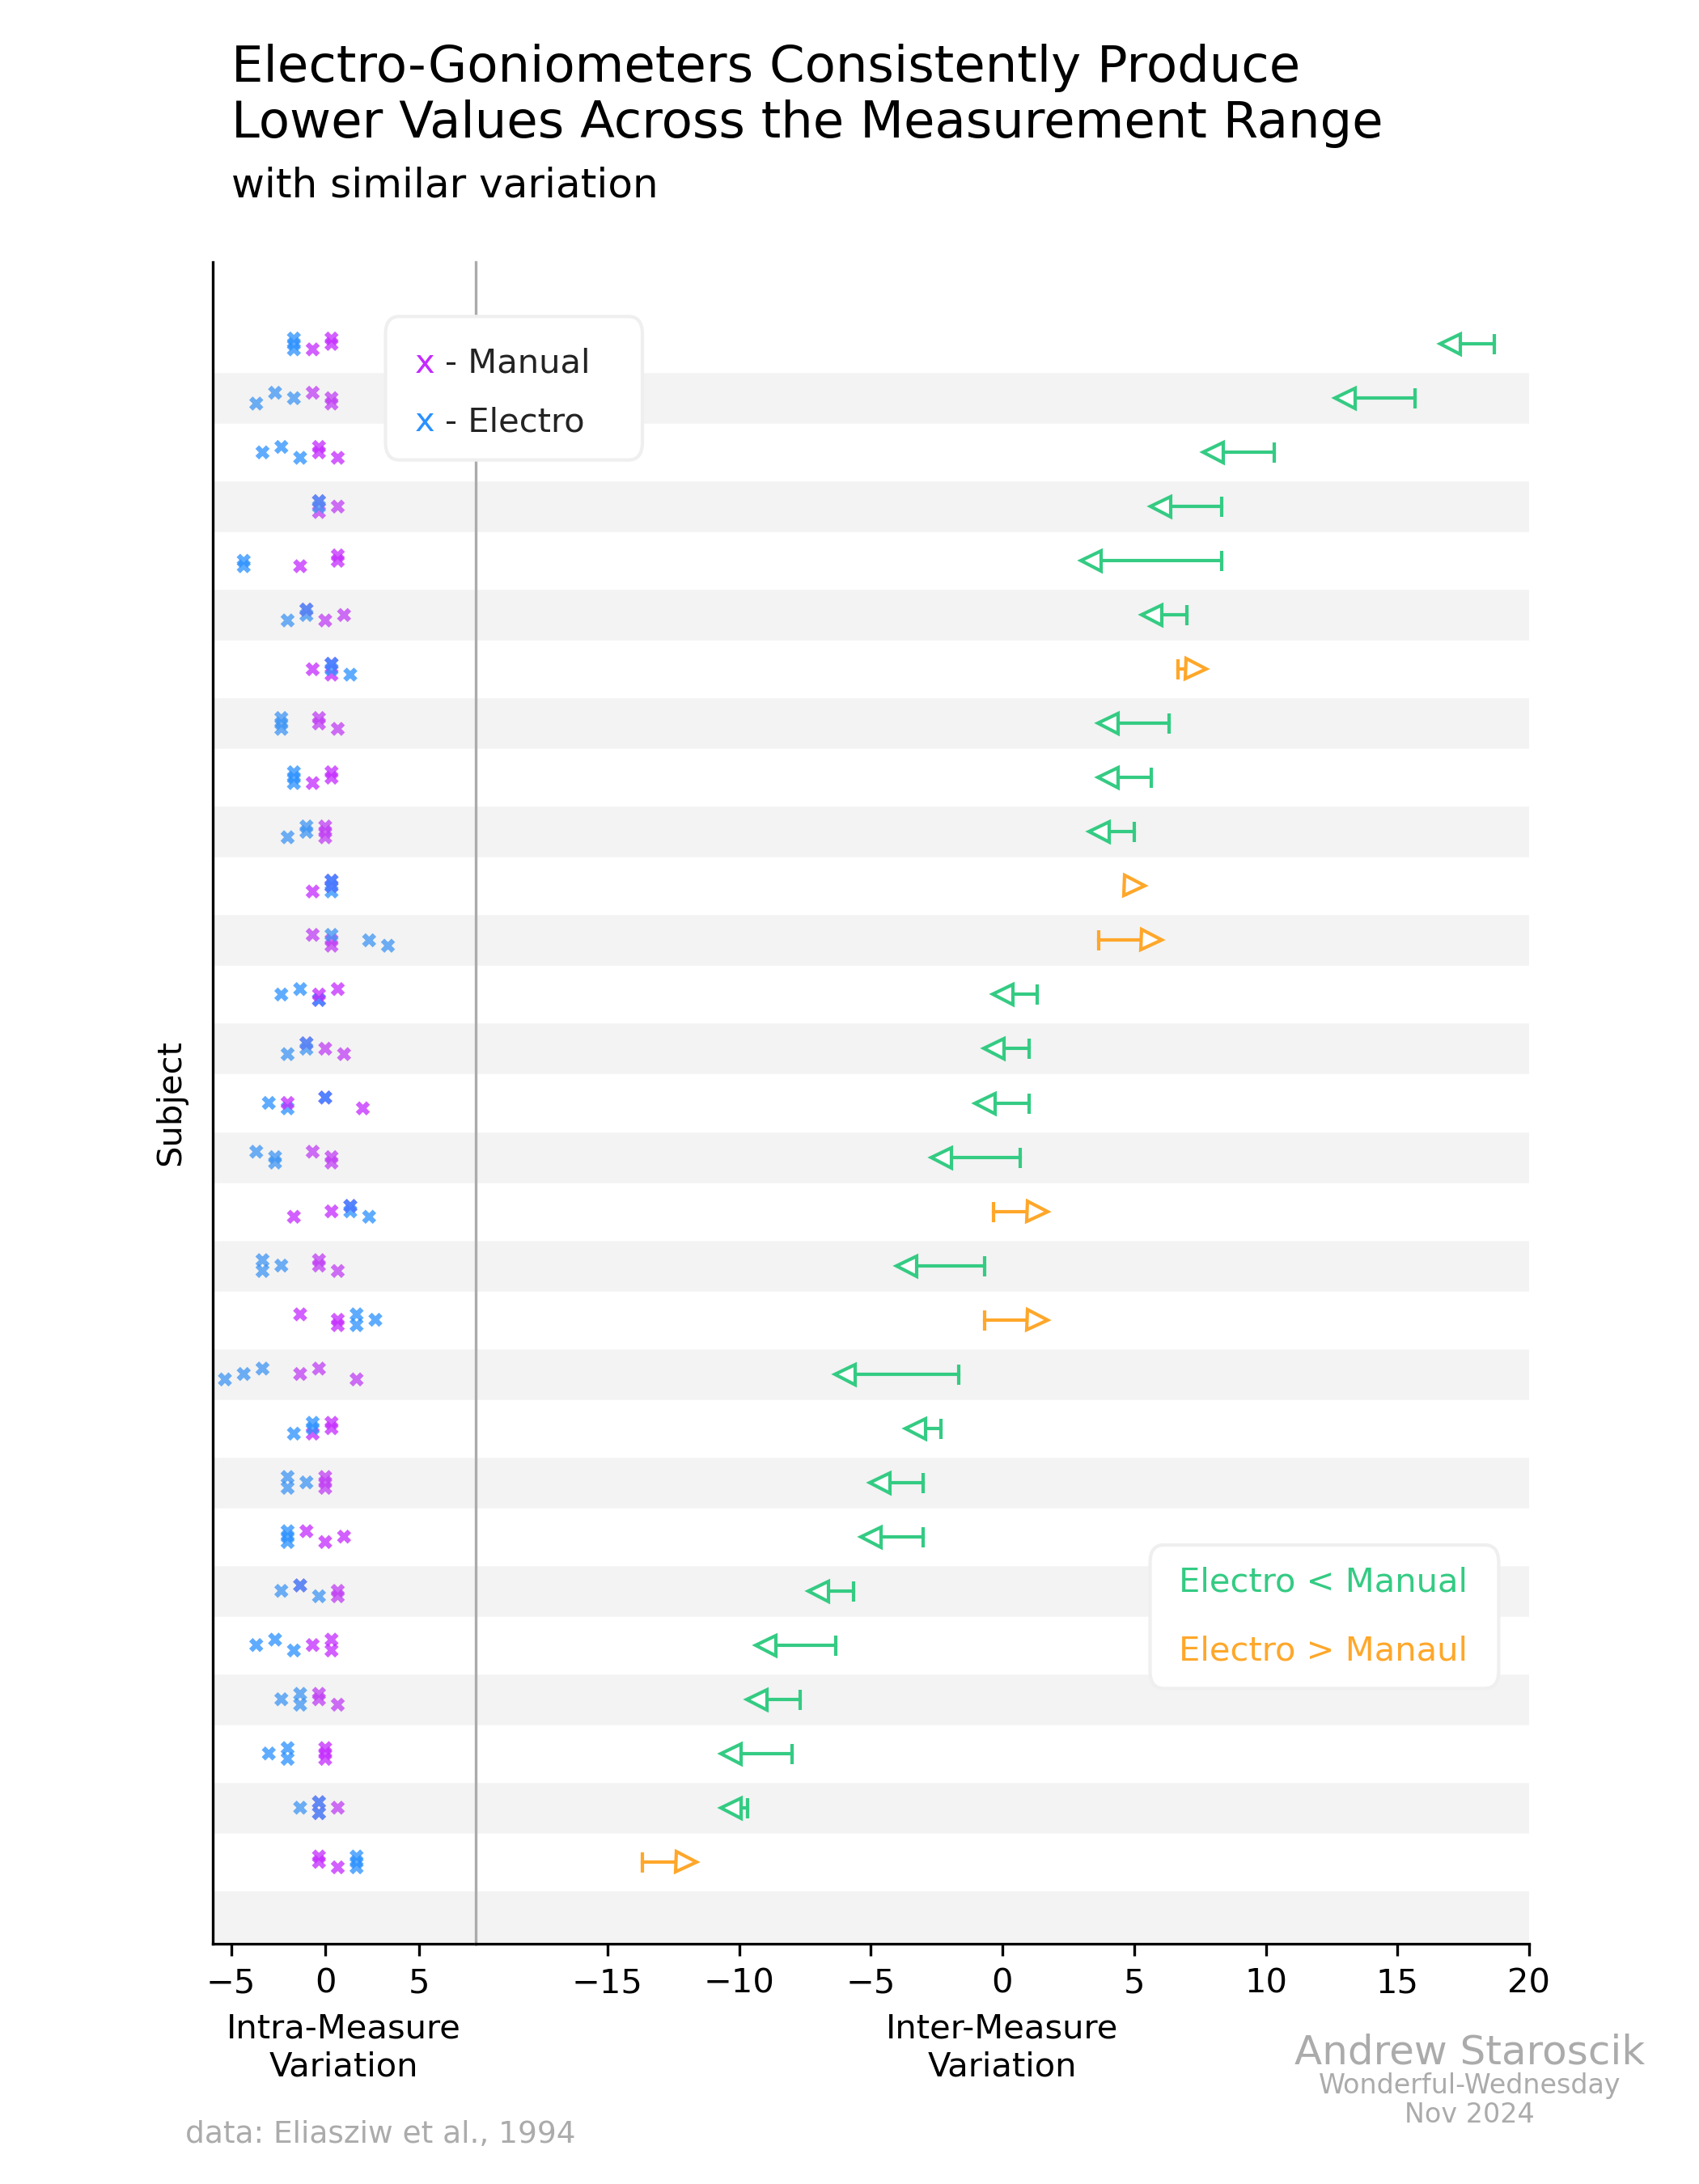 Electro-Goniometers Consistently Produce
Lower Values Across the Measurement Range
with similar variation
x - Manual
x - Electro
Subject
Electro < Manual
Electro > Manaul
−5 0 5 −15 −10 −5 0 5 10 15 20
Intra-Measure
Variation
Inter-Measure
Variation
Andrew Staroscik
Wonderful-Wednesday
Nov 2024
data: Eliasziw et al., 1994